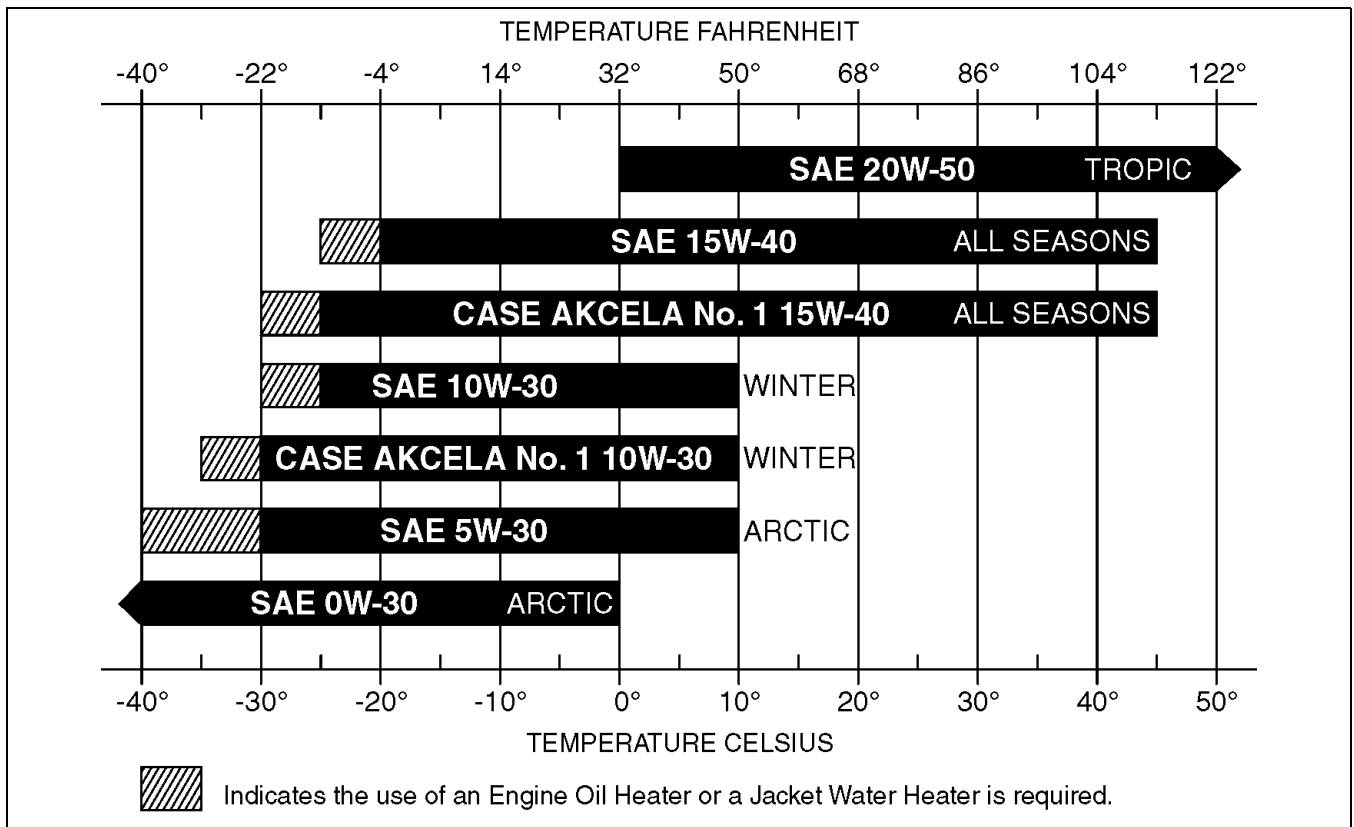 TEMPERATURE FAHRENHEIT
-40° -22° -4° 14° 32° 50° 68° 86° 104° 122°
SAE 20W-50 TROPIC
SAE 15W-40 ALL SEASONS
CASE AKCELA No. 1 15W-40 ALL SEASONS
SAE 10W-30 WINTER
CASE AKCELA No. 1 10W-30 WINTER
SAE 5W-30 ARCTIC
SAE 0W-30 ARCTIC
-40° -30° -20° -10° 0° 10° 20° 30° 40° 50°
TEMPERATURE CELSIUS
Indicates the use of an Engine Oil Heater or a Jacket Water Heater is required.